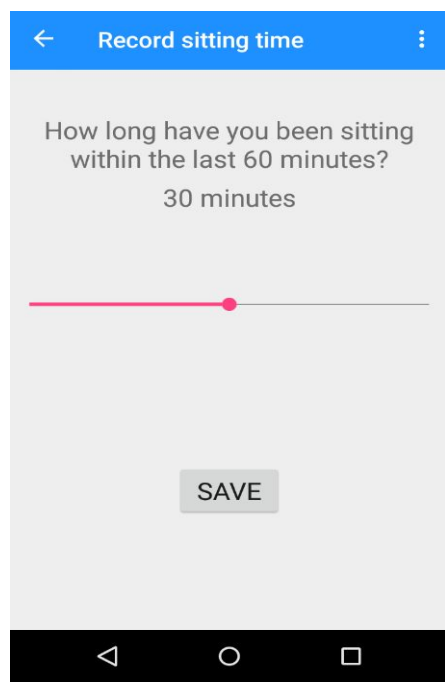 Record sitting time
How long have you been sitting
within the last 60 minutes?
30 minutes
SAVE